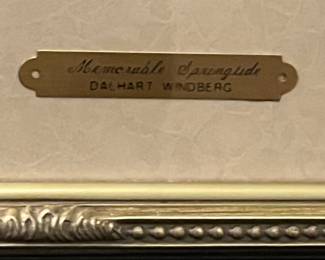 Memorable Springtide
DALHART WINDBERG